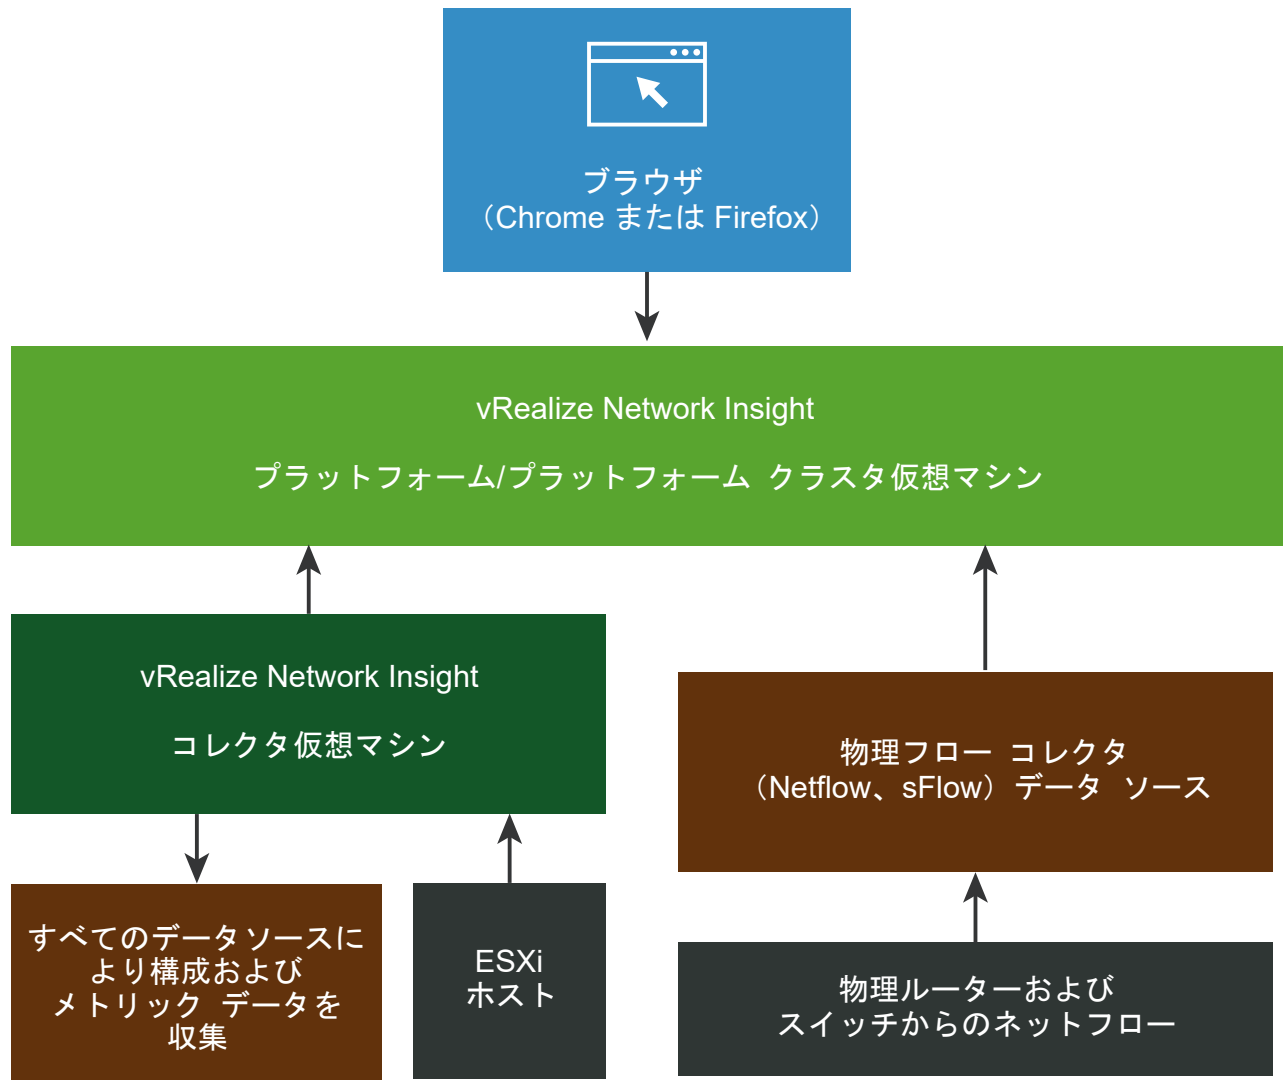 ブラウザ
（Chrome または Firefox）
vRealize Network Insight
プラットフォーム/プラットフォーム クラスタ仮想マシン
vRealize Network Insight
コレクタ仮想マシン
物理フロー コレクタ
（Netflow、sFlow）データ ソース
すべてのデータソースに
より構成および
メトリック データを
収集
ESXi
ホスト
物理ルーターおよび
スイッチからのネットフロー